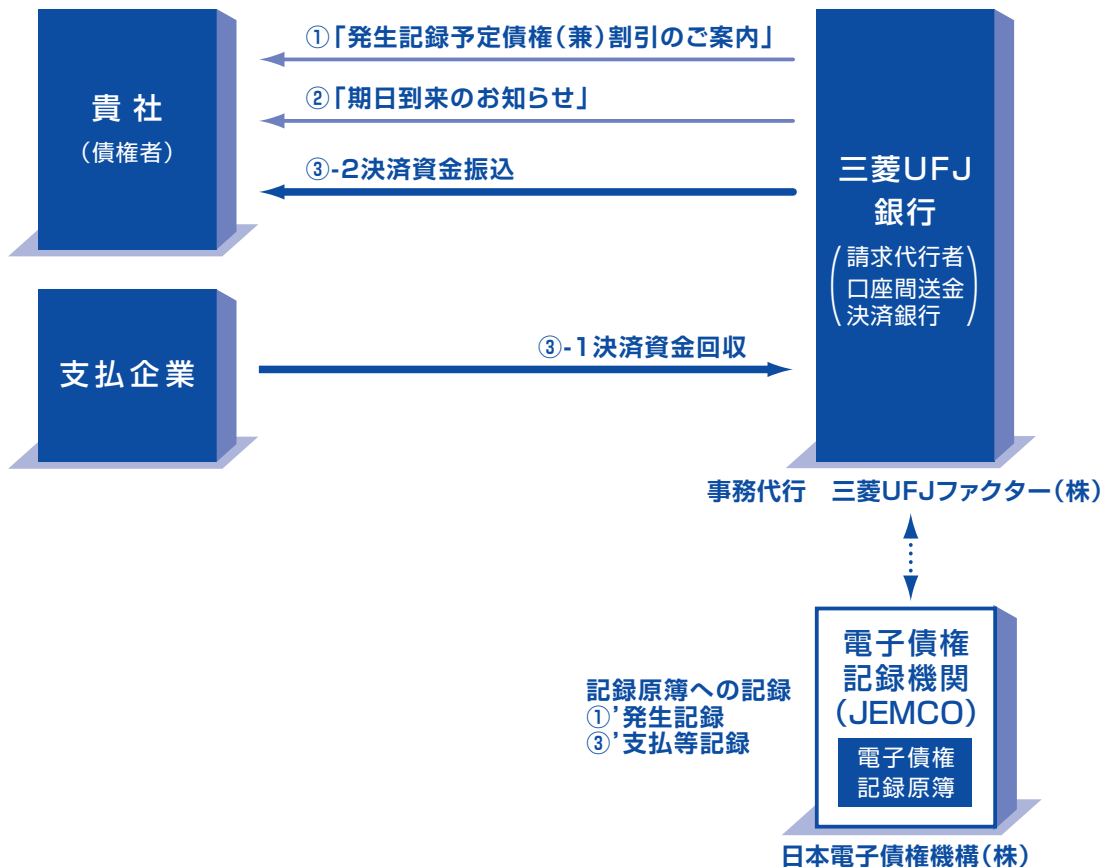 ①「発生記録予定債権(兼)割引のご案内」
②「期日到来のお知らせ」
③-2決済資金振込
貴社
(債権者)
三菱UFJ
銀行
(請求代行者
口座間送金
決済銀行)
③-1決済資金回収
支払企業
事務代行 三菱UFJファクター(株)
電子債権
記録機関
(JEMCO)
電子債権
記録原簿
記録原簿への記録
①’発生記録
③’支払等記録
日本電子債権機構(株)